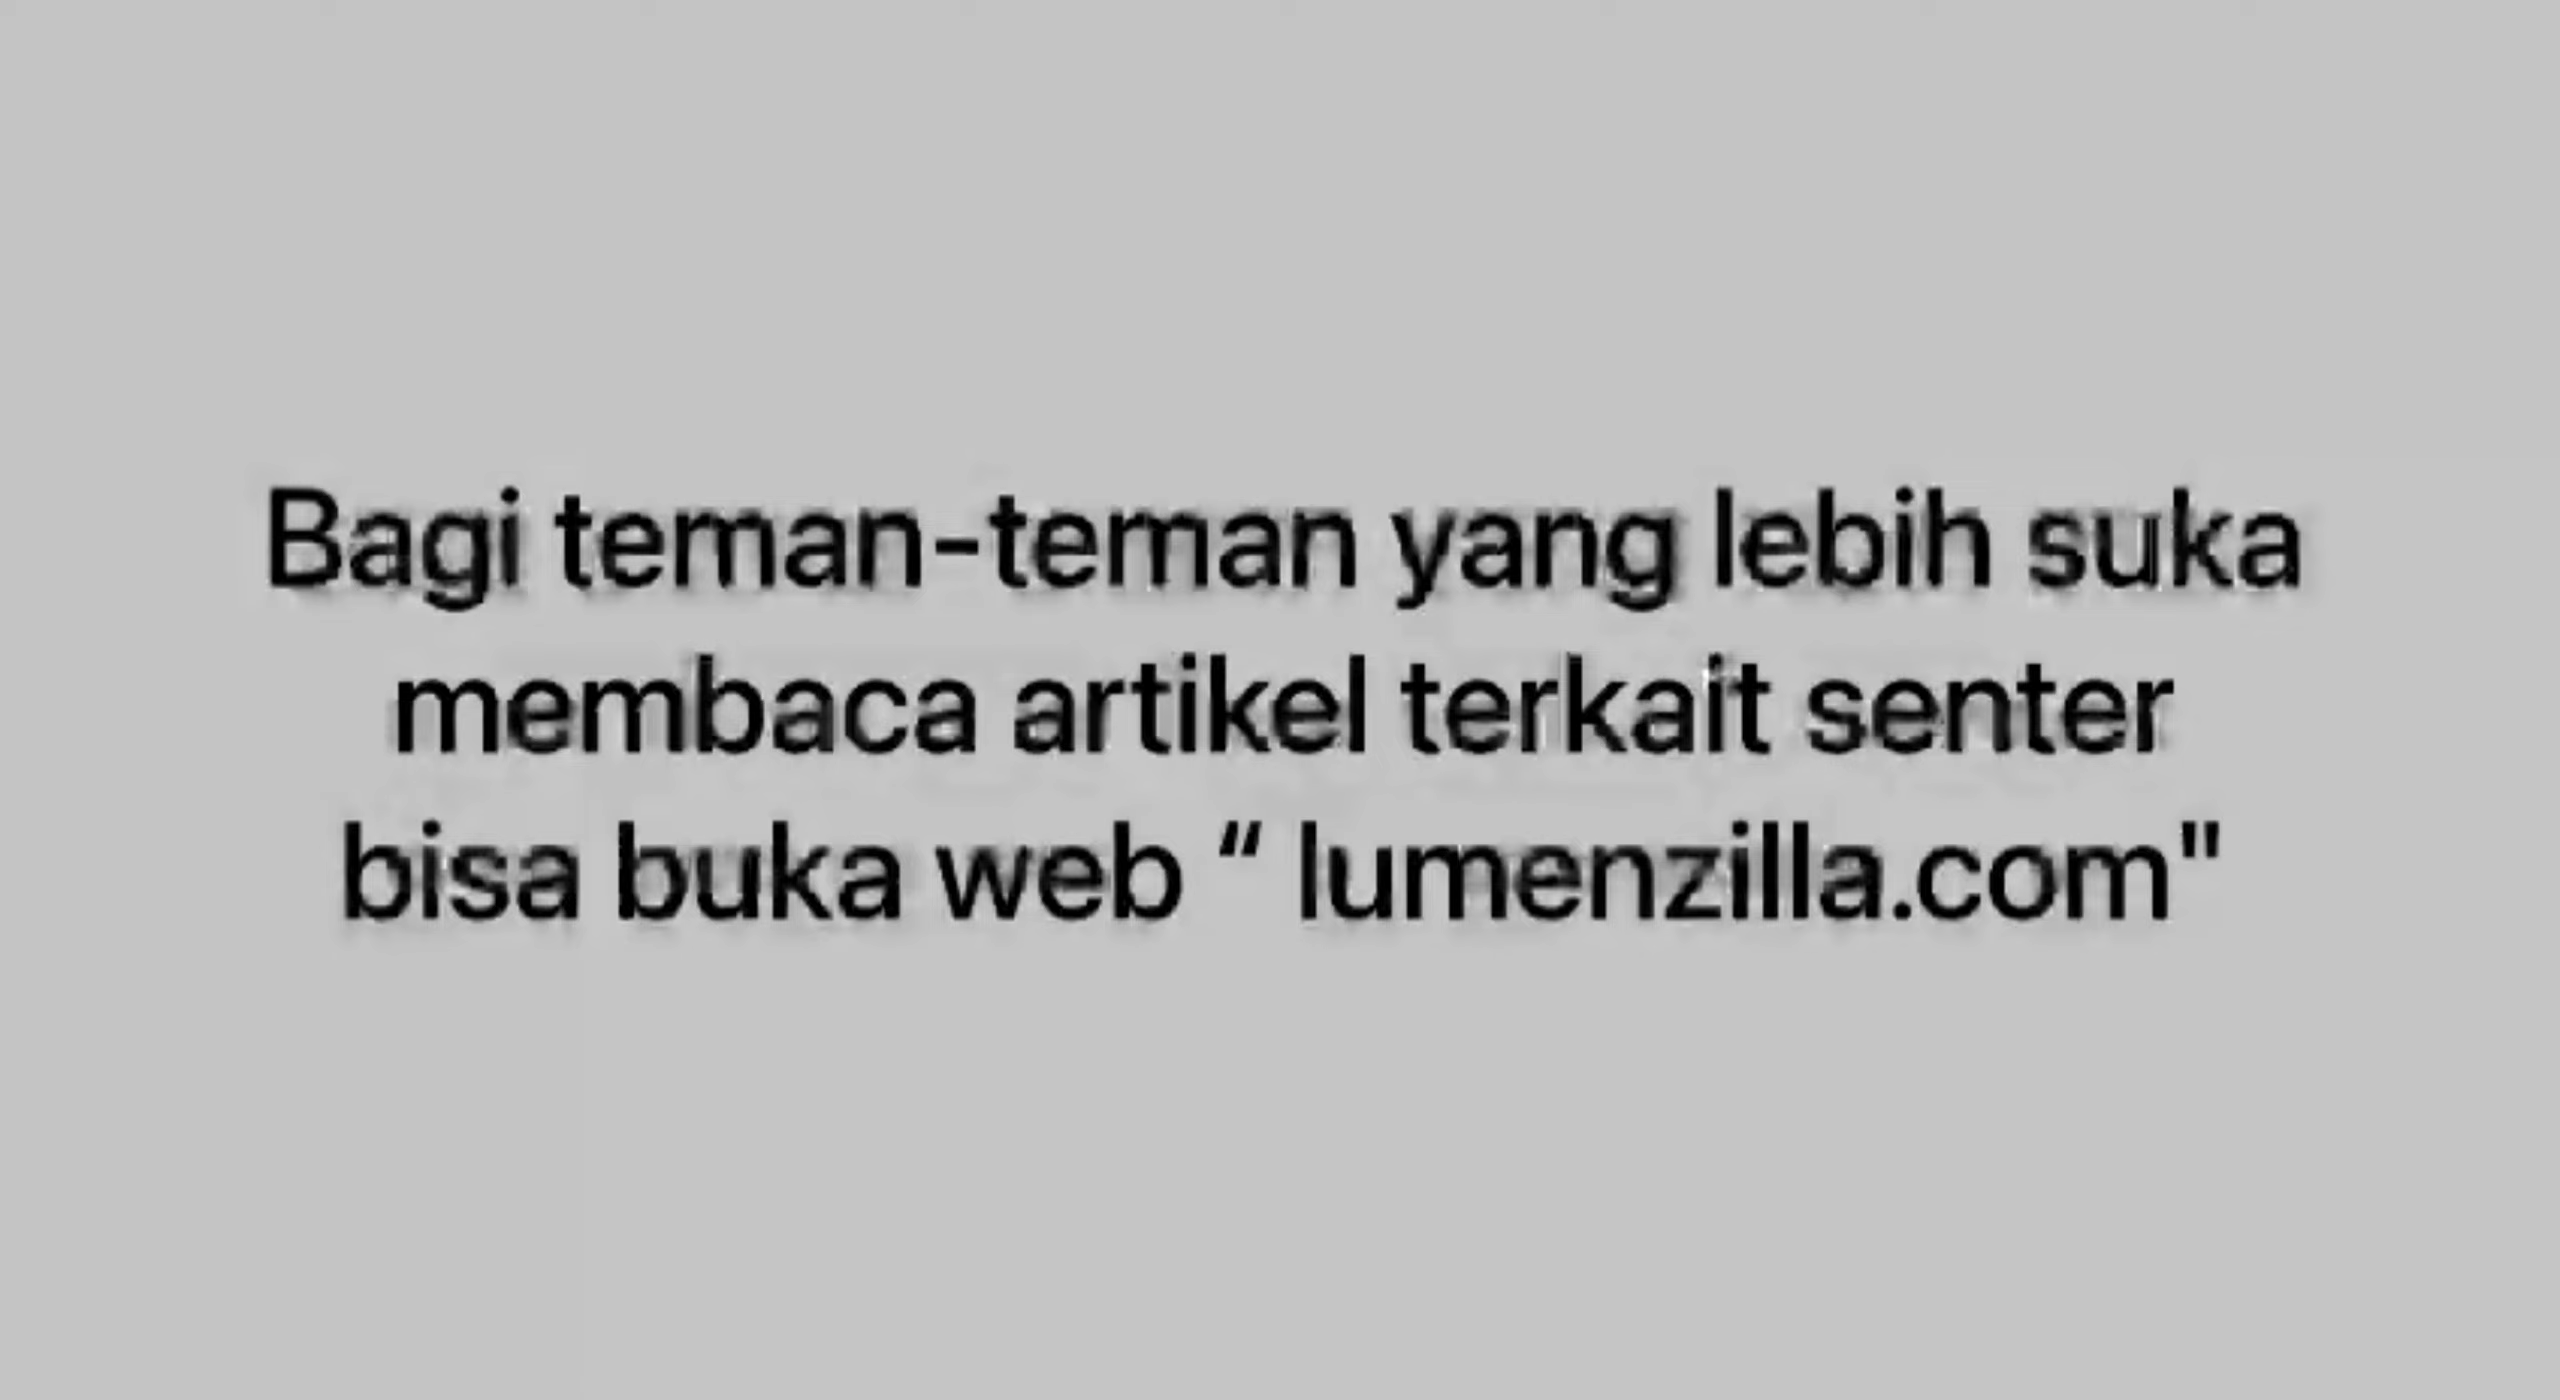 Bagi teman-teman yang lebih suka
membaca artikel terkait senter
bisa buka web “ lumenzilla.com"